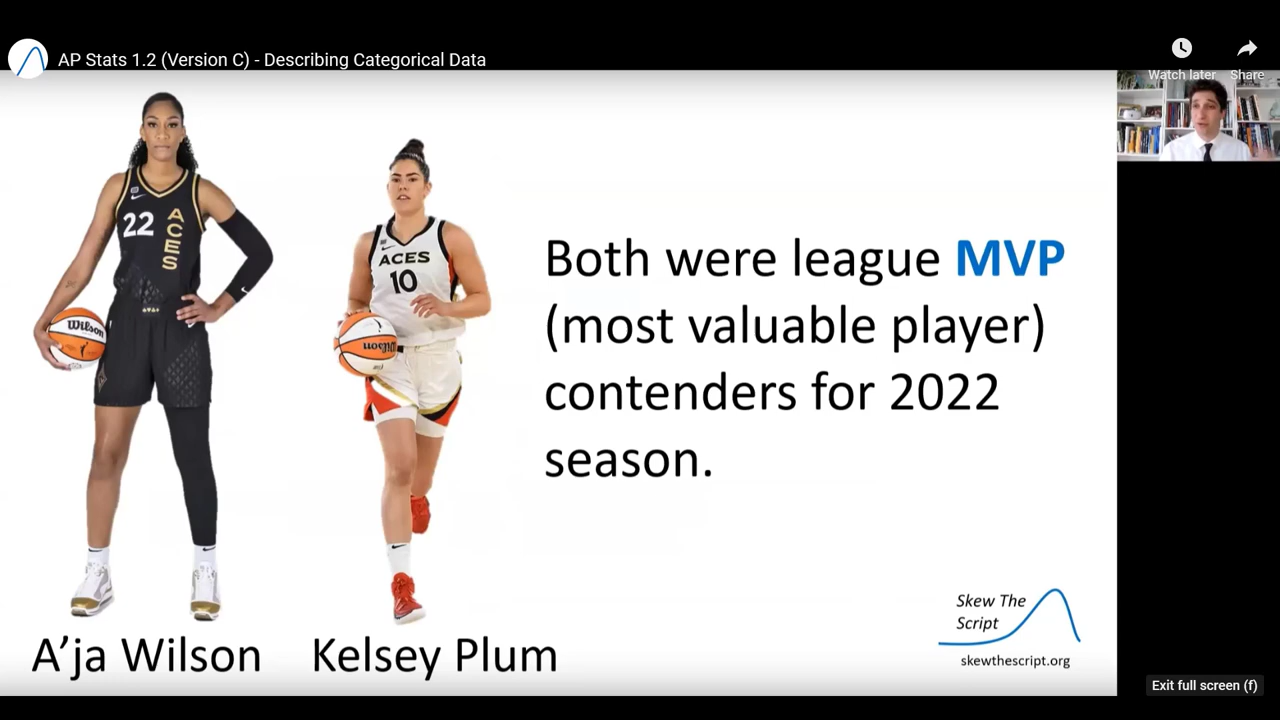 AP Stats 1.2 (Version C) - Describing Categorical Data
Watch later
Share
22
ACES
Wilson
ACES
10
Wilson
Both were league MVP
(most valuable player)
contenders for 2022
season.
A'ja Wilson
Kelsey Plum
Skew The
Script
skewthescript.org
Exit full screen (f)